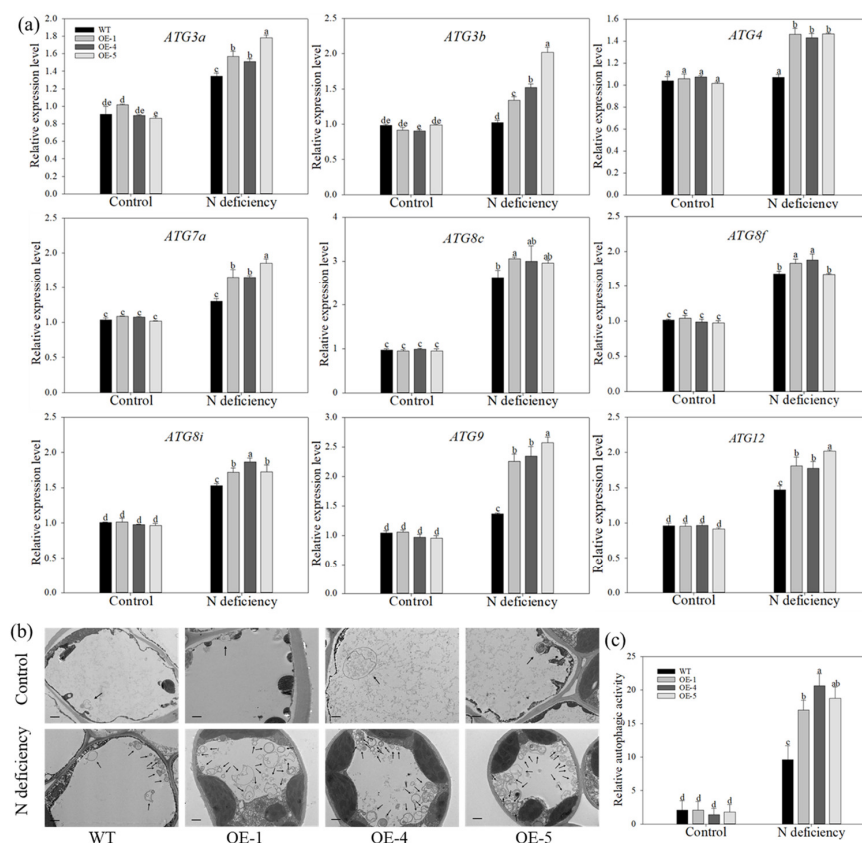 (a)
WT
OE-1
OE-4
OE-5
ATG3a
Relative expression level
2.0
1.8
1.6
1.4
1.2
1.0
0.8
0.6
0.4
0.2
0.0
de d de e
c b b a
Control N deficiency
ATG3b
Relative expression level
2.5
2.0
1.5
1.0
0.5
0.0
de de e de
d c b a
Control N deficiency
ATG4
Relative expression level
1.6
1.4
1.2
1.0
0.8
0.6
0.4
0.2
0.0
a a a a
a b b b
Control N deficiency
ATG7a
Relative expression level
2.5
2.0
1.5
1.0
0.5
0.0
c c c c
c b b a
Control N deficiency
ATG8c
Relative expression level
4
3
2
1
0
c c c c
b a ab ab
Control N deficiency
ATG8f
Relative expression level
2.5
2.0
1.5
1.0
0.5
0.0
c c c c
b a a b
Control N deficiency
ATG8i
Relative expression level
2.5
2.0
1.5
1.0
0.5
0.0
d d d d
c b a b
Control N deficiency
ATG9
Relative expression level
3.0
2.5
2.0
1.5
1.0
0.5
0.0
d d d d
c b b a
Control N deficiency
ATG12
Relative expression level
2.5
2.0
1.5
1.0
0.5
0.0
d d d d
c b b a
Control N deficiency
(b)
Control
N deficiency
WT OE-1 OE-4 OE-5
(c)
WT
OE-1
OE-4
OE-5
Relative autophagic activity
25
20
15
10
5
0
d d d d
c b a ab
Control N deficiency